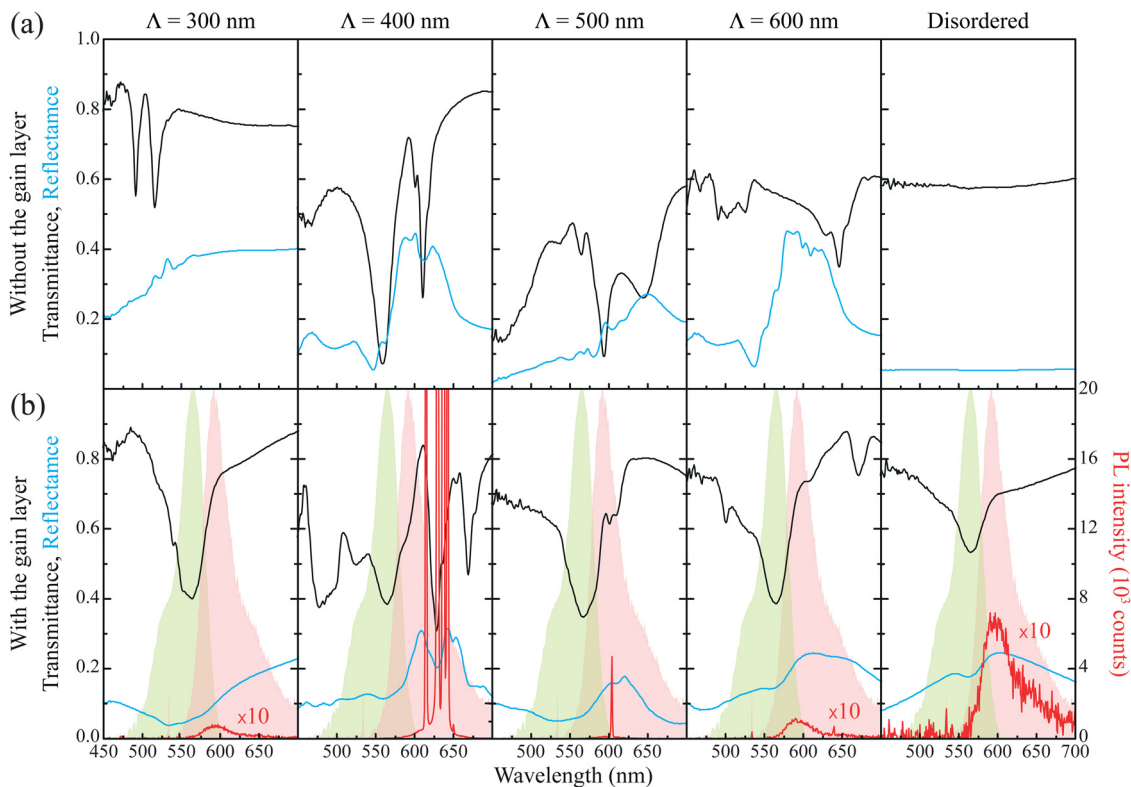 (a)
Λ = 300 nm Λ = 400 nm Λ = 500 nm Λ = 600 nm Disordered
Without the gain layer
Transmittance, Reflectamce
1.0
0.8
0.6
0.4
0.2
(b)
With the gain layer
Transmittance, Reflectamce
0.8
0.6
0.4
0.2
0.0
x10
x10
x10
20
16
12
8
4
0
PL intensity (10³ counts)
450 500 550 600 650 500 550 600 650 500 550 600 650 500 550 600 650 500 550 600 650 700
Wavelength (nm)